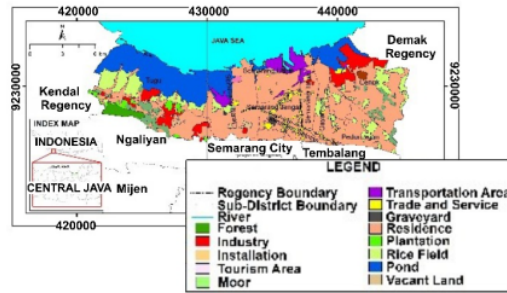 420000 430000 440000
N
JAVA SEA
Demak
Regency
9230000
9230000
Tugu
Kendal
Regency
INDEX MAP
INDONESIA
Ngaliyan
Semarang City
Tembalang
CENTRAL JAVA
Mijen
420000
LEGEND
Regency Boundary
Sub-District Boundary
River
Forest
Industry
Installation
Tourism Area
Moor
Transportation Area
Trade and Service
Graveyard
Residence
Plantation
Rice Field
Pond
Vacant Land